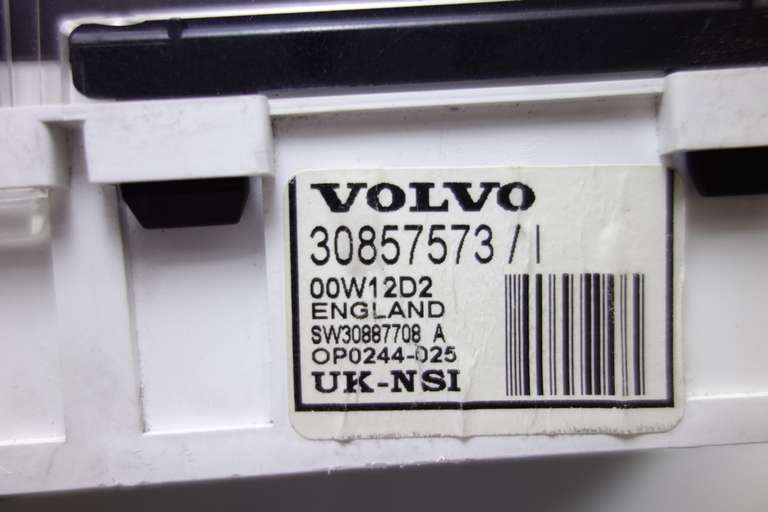 VOLVO
30857573 / I
00W12D2
ENGLAND
SW30887708 A
OP0244-025
UK-NSI